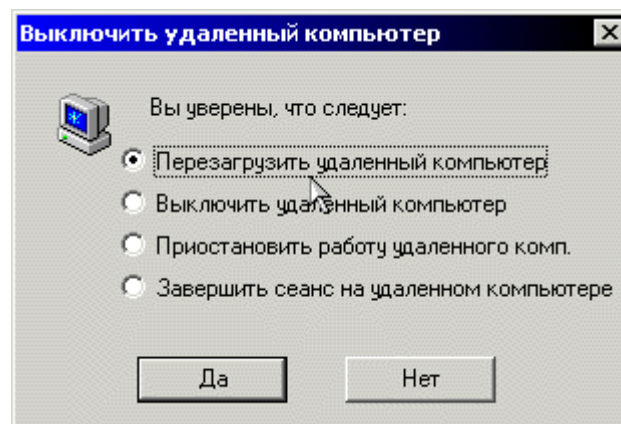 Выключить удаленный компьютер
Вы уверены, что следует:
Перезагрузить удаленный компьютер
Выключить удаленный компьютер
Приостановить работу удаленного комп.
Завершить сеанс на удаленном компьютере
Да
Нет